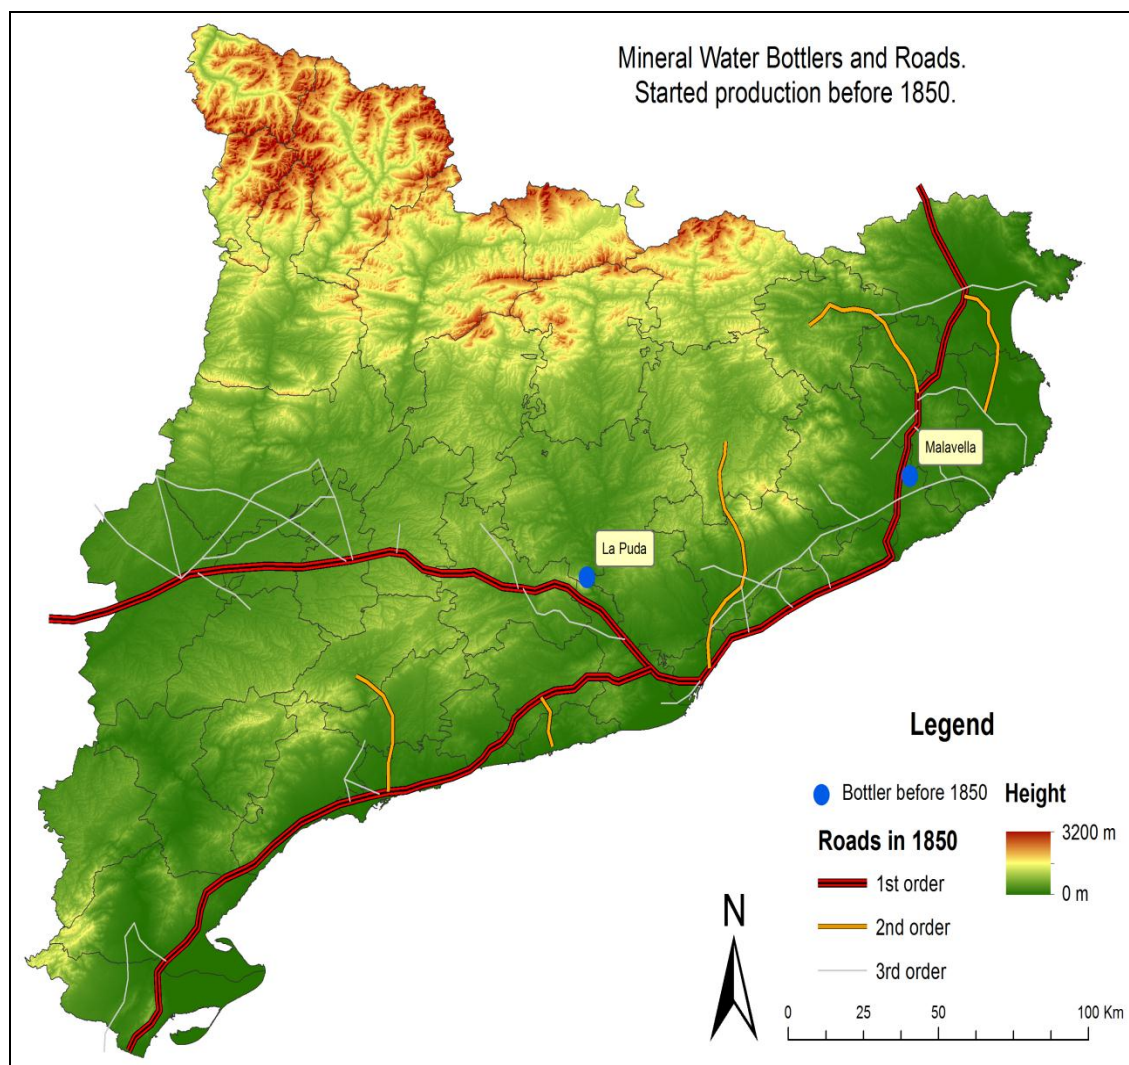 Mineral Water Bottlers and Roads.
Started production before 1850.
Malavella
La Puda
Legend
Bottler before 1850
Height
3200 m
0 m
Roads in 1850
1st order
2nd order
3rd order
N
0 25 50 100 Km